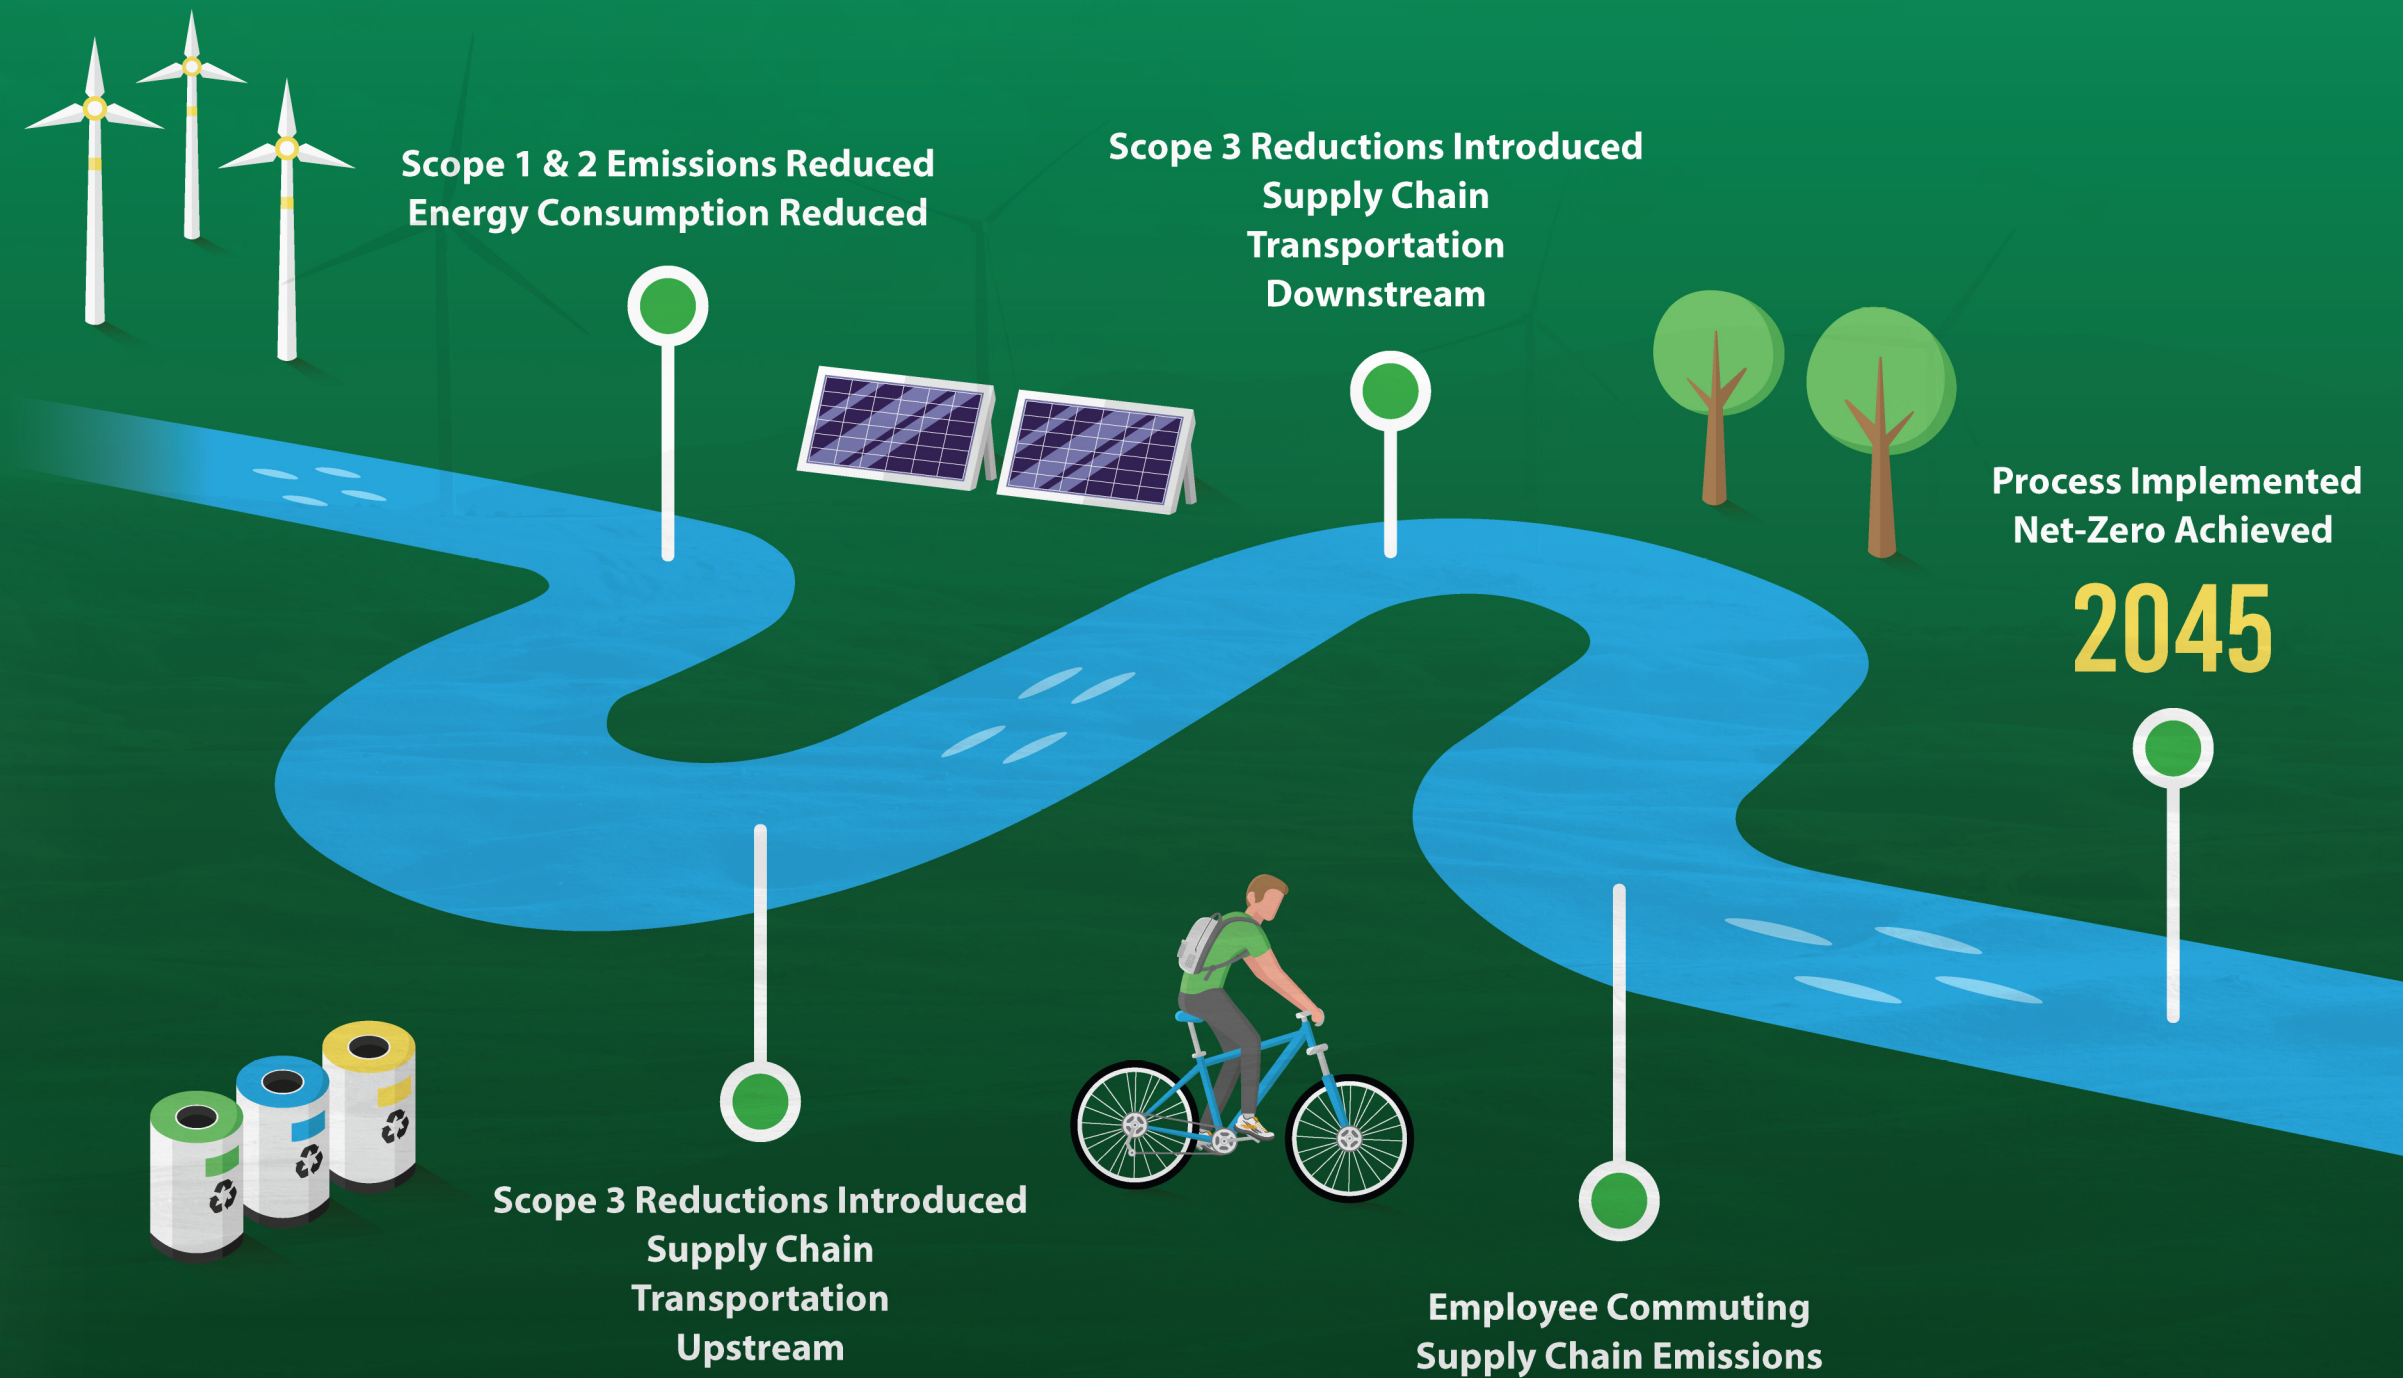 Scope 1 & 2 Emissions Reduced
Energy Consumption Reduced
Scope 3 Reductions Introduced
Supply Chain
Transportation
Upstream
Scope 3 Reductions Introduced
Supply Chain
Transportation
Downstream
Employee Commuting
Supply Chain Emissions
Process Implemented
Net-Zero Achieved
2045